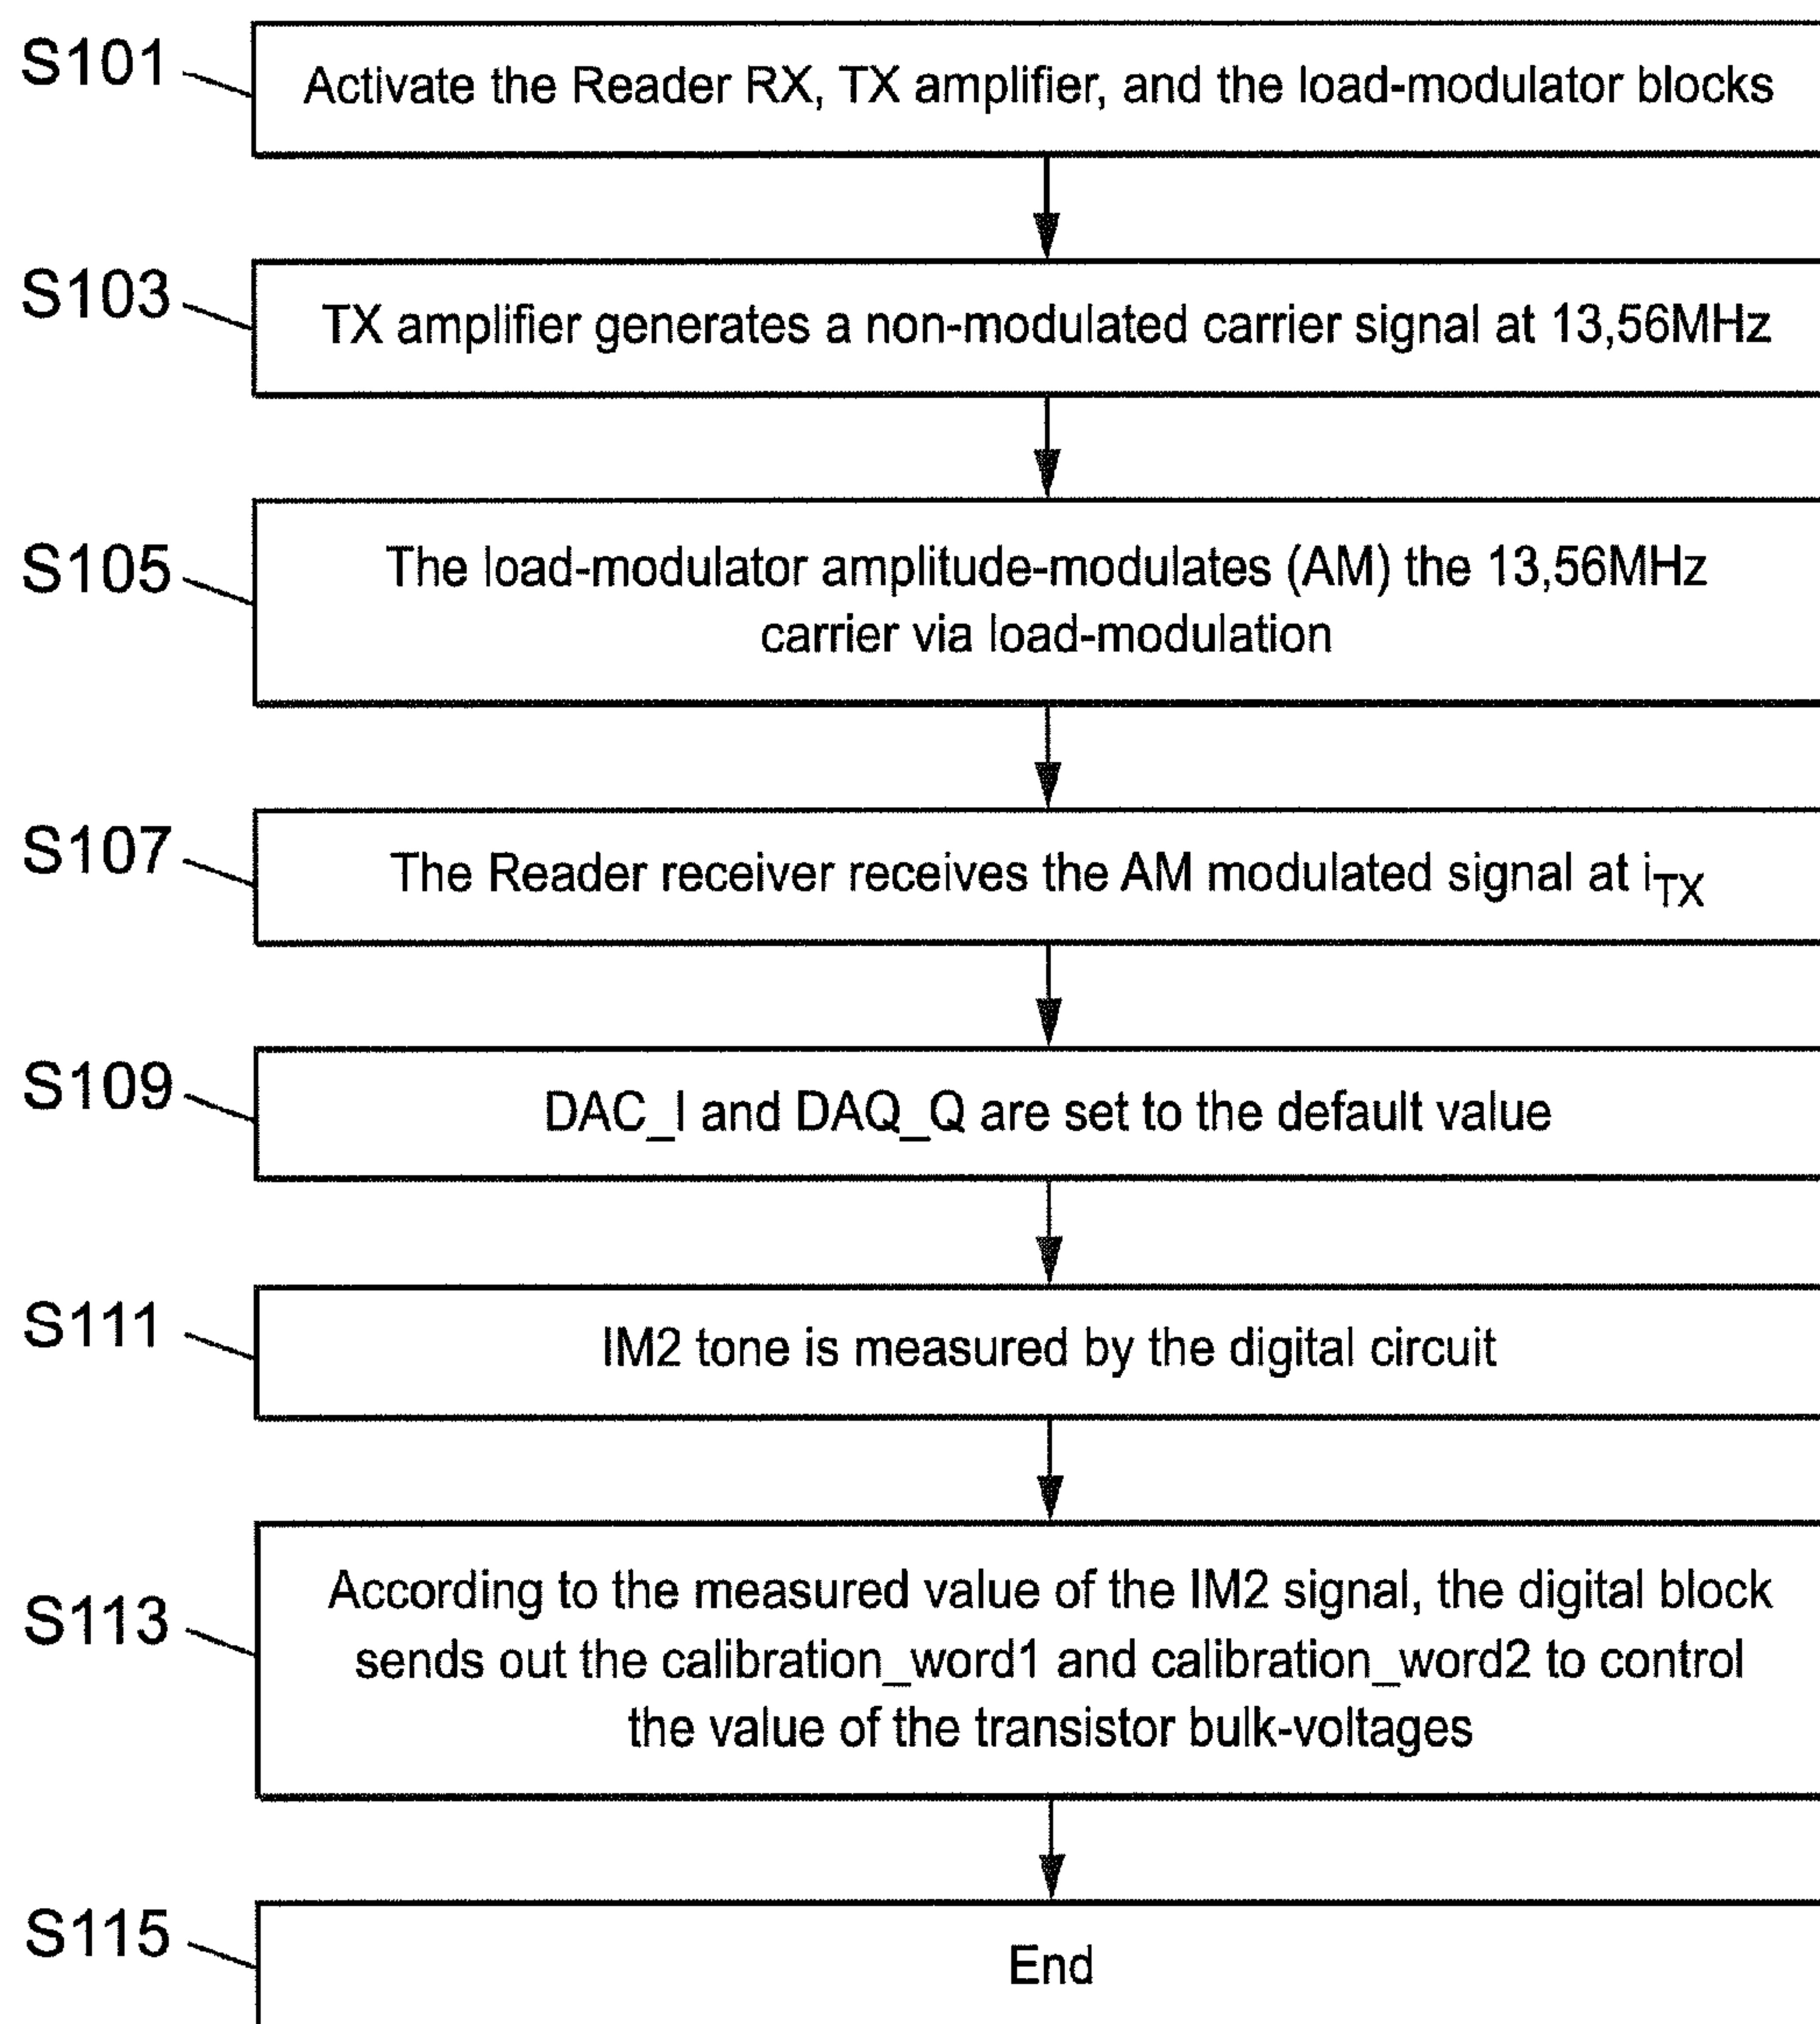 S101
Activate the Reader RX, TX amplifier, and the load-modulator blocks
S103
TX amplifier generates a non-modulated carrier signal at 13,56MHz
S105
The load-modulator amplitude-modulates (AM) the 13,56MHz
carrier via load-modulation
S107
The Reader receiver receives the AM modulated signal at iTX
S109
DAC_I and DAQ_Q are set to the default value
S111
IM2 tone is measured by the digital circuit
S113
According to the measured value of the IM2 signal, the digital block
sends out the calibration_word1 and calibration_word2 to control
the value of the transistor bulk-voltages
S115
End